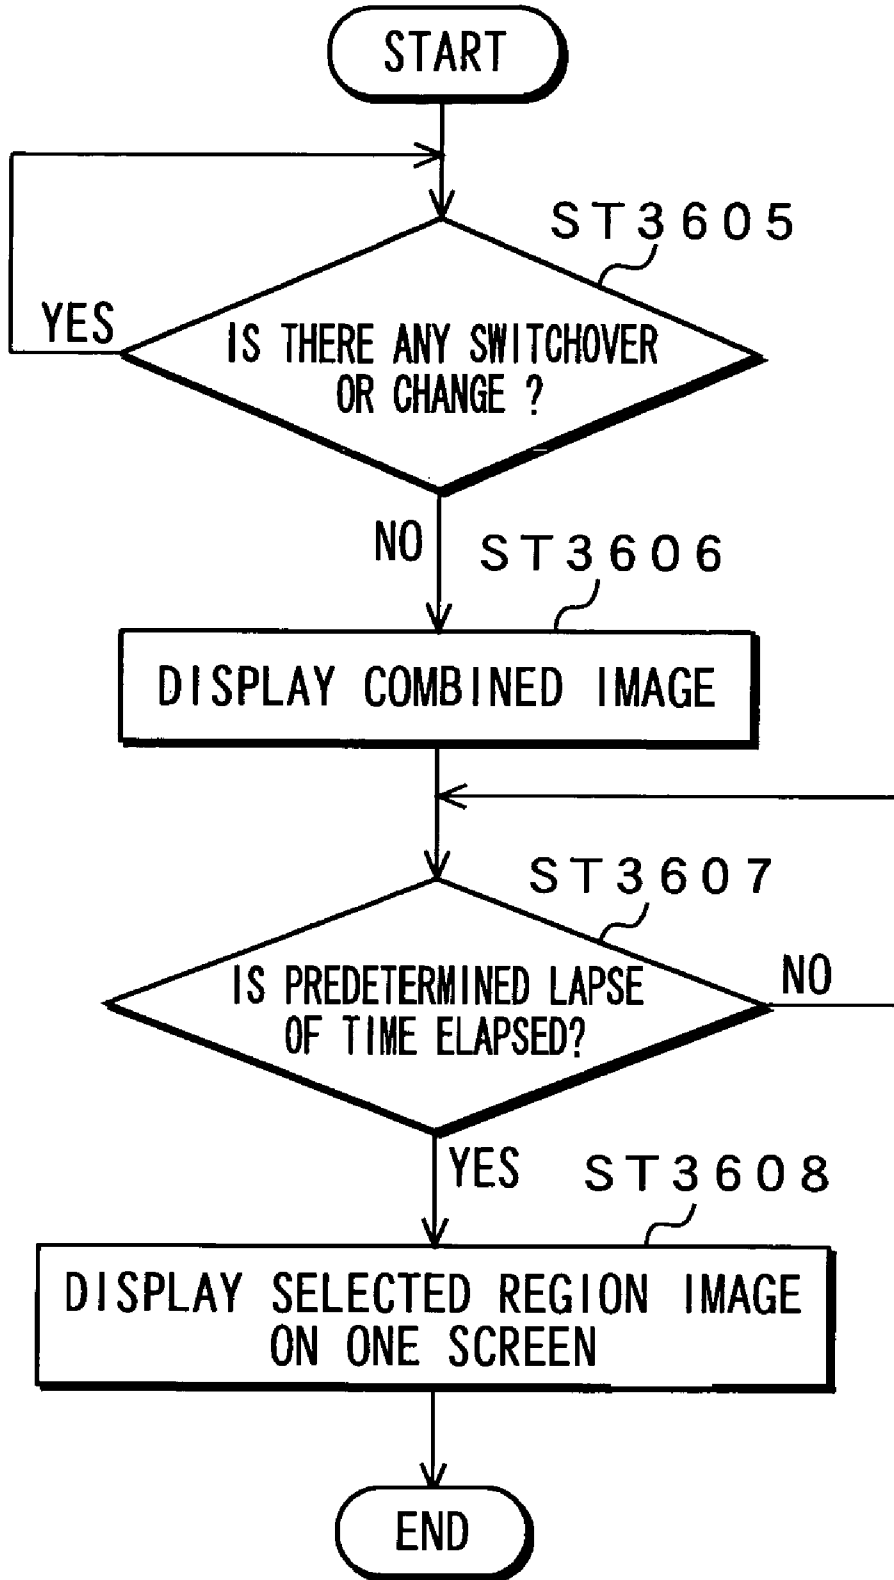 START
ST3605
YES
IS THERE ANY SWITCHOVER
OR CHANGE ?
NO
ST3606
DISPLAY COMBINED IMAGE
ST3607
IS PREDETERMINED LAPSE
OF TIME ELAPSED?
NO
YES
ST3608
DISPLAY SELECTED REGION IMAGE
ON ONE SCREEN
END